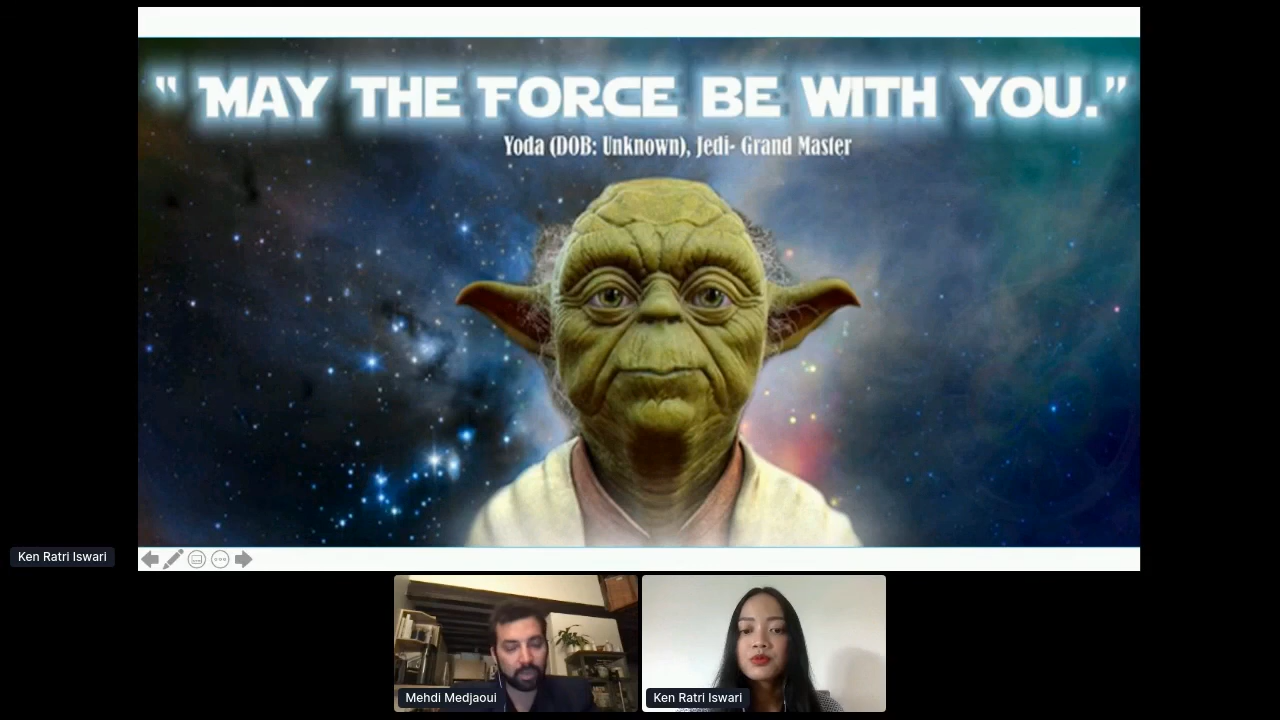 “ MAY THE FORCE BE WITH YOU.”
Yoda (DOB: Unknown), Jedi- Grand Master
Ken Ratri Iswari
Mehdi Medjaoui
Ken Ratri Iswari